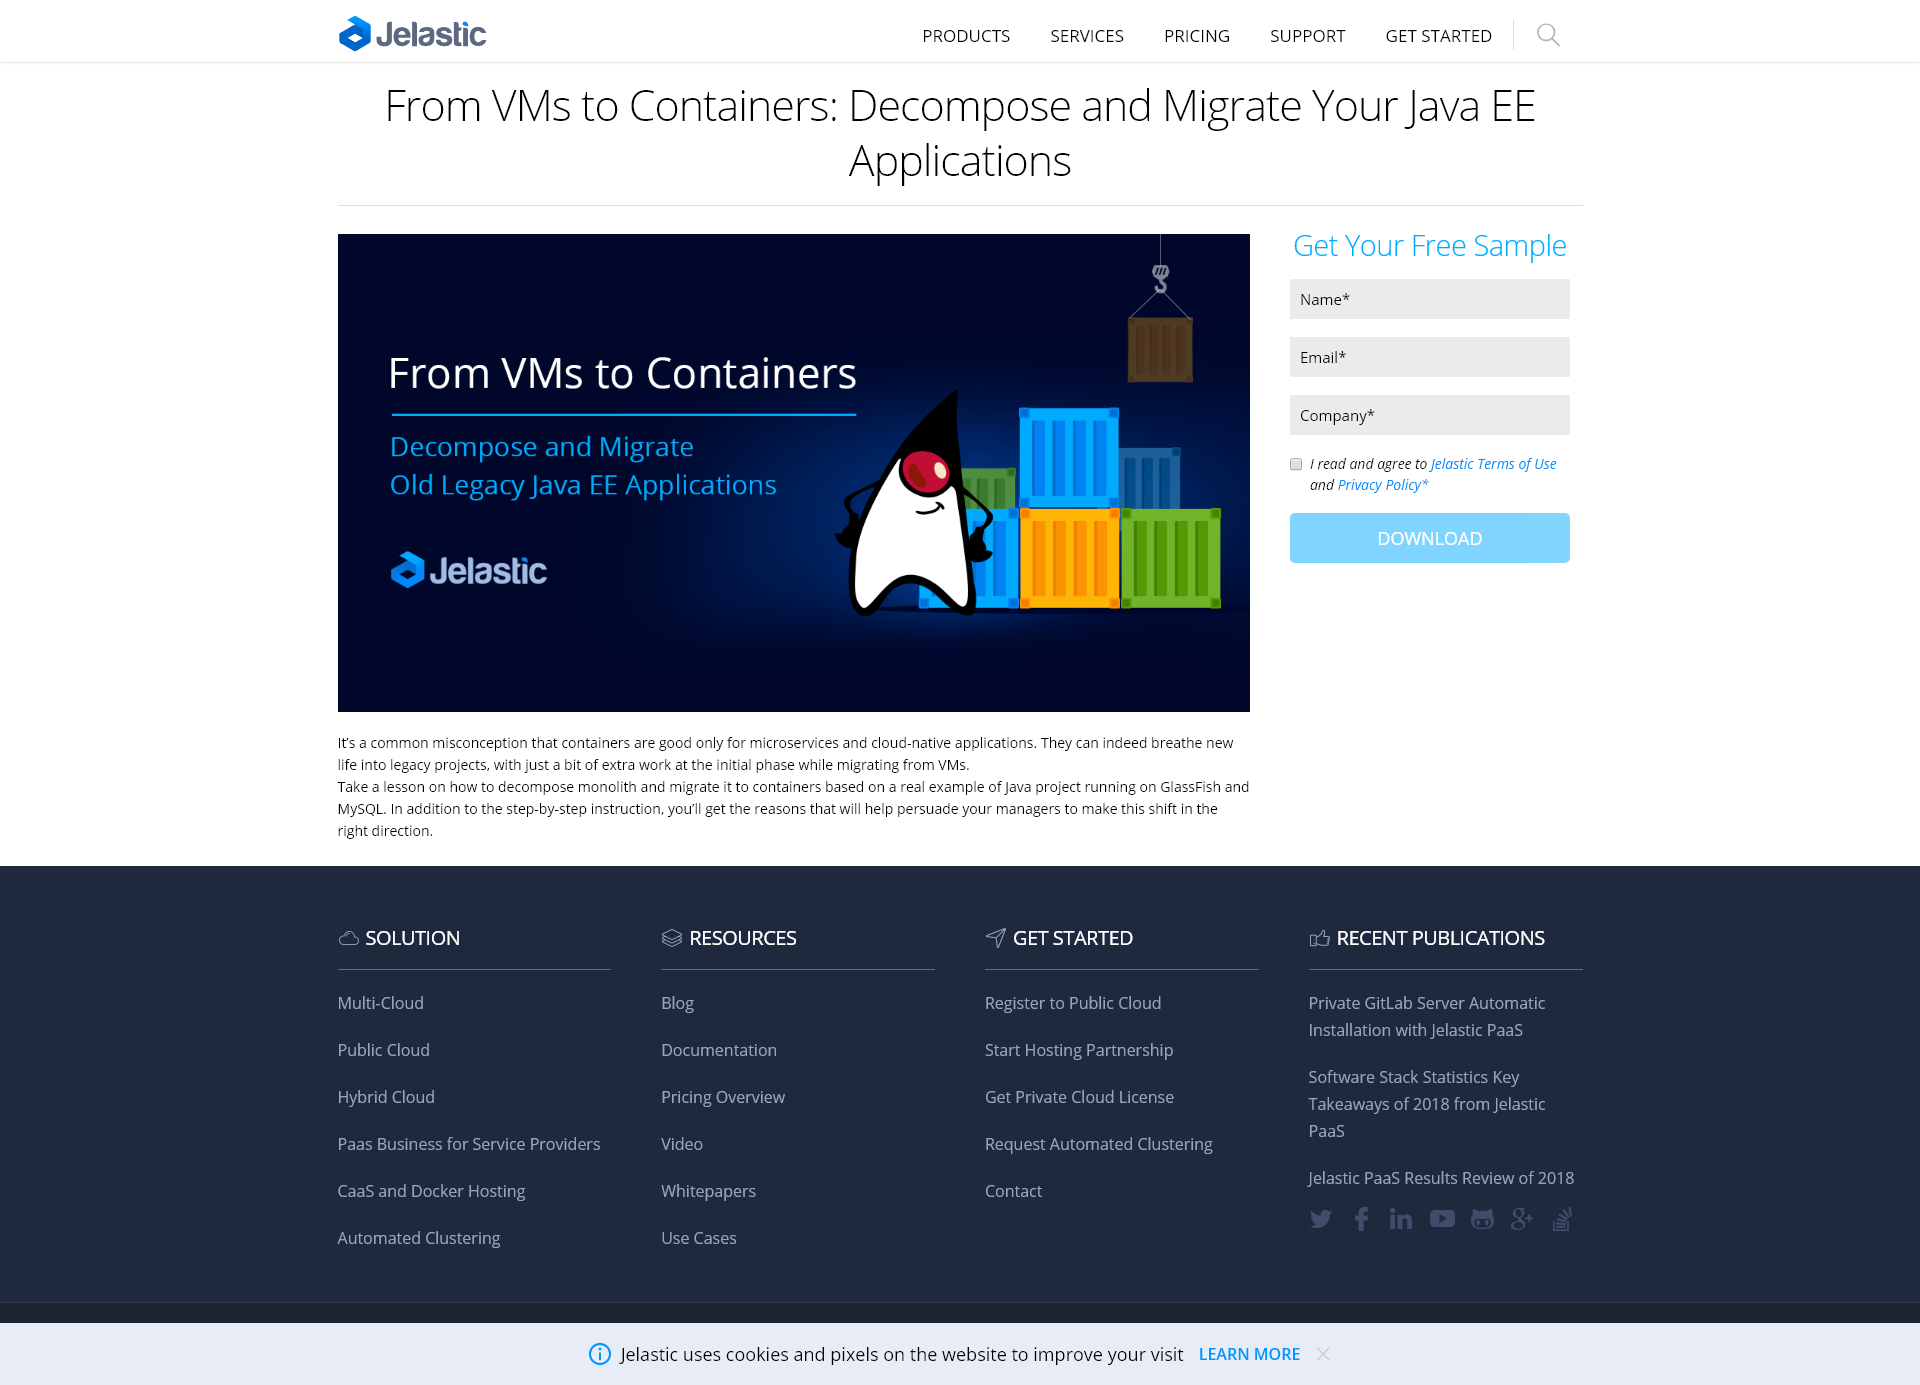 Jelastic
PRODUCTS
SERVICES
PRICING
SUPPORT
GET STARTED
From VMs to Containers: Decompose and Migrate Your Java EE
Applications
From VMs to Containers
Decompose and Migrate
Old Legacy Java EE Applications
Jelastic
Get Your Free Sample
Name*
Email*
Company*
I read and agree to Jelastic Terms of Use
and Privacy Policy*
DOWNLOAD
It’s a common misconception that containers are good only for microservices and cloud-native applications. They can indeed breathe new
life into legacy projects, with just a bit of extra work at the initial phase while migrating from VMs.
Take a lesson on how to decompose monolith and migrate it to containers based on a real example of Java project running on GlassFish and
MySQL. In addition to the step-by-step instruction, you’ll get the reasons that will help persuade your managers to make this shift in the
right direction.
SOLUTION
Multi-Cloud
Public Cloud
Hybrid Cloud
Paas Business for Service Providers
CaaS and Docker Hosting
Automated Clustering
RESOURCES
Blog
Documentation
Pricing Overview
Video
Whitepapers
Use Cases
GET STARTED
Register to Public Cloud
Start Hosting Partnership
Get Private Cloud License
Request Automated Clustering
Contact
RECENT PUBLICATIONS
Private GitLab Server Automatic
Installation with Jelastic PaaS
Software Stack Statistics Key
Takeaways of 2018 from Jelastic
PaaS
Jelastic PaaS Results Review of 2018
Jelastic uses cookies and pixels on the website to improve your visit LEARN MORE